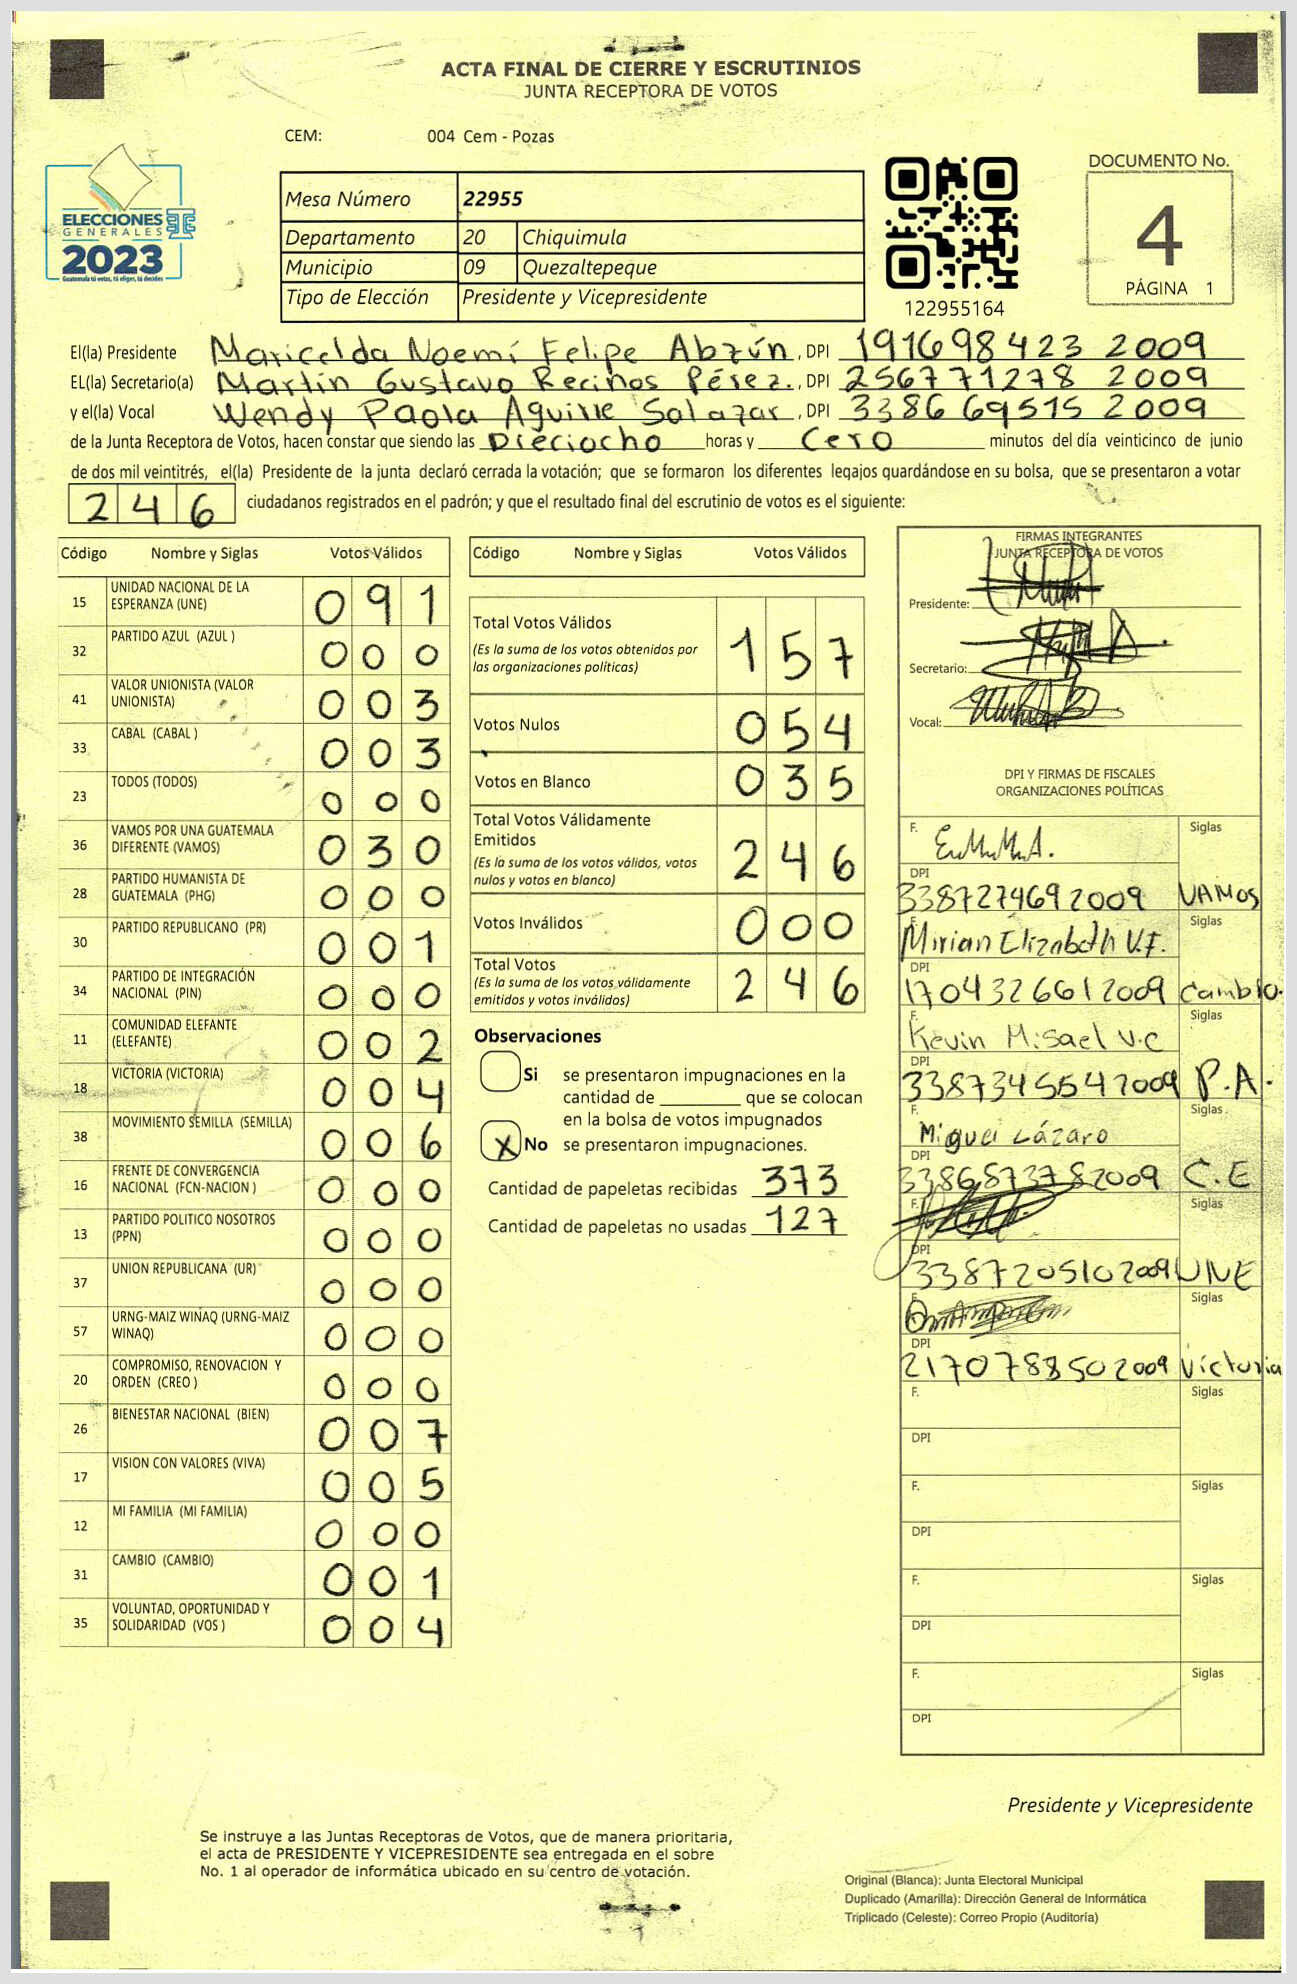 ACTA FINAL DE CIERRE Y ESCRUTINIOS
JUNTA RECEPTORA DE VOTOS
CEM: 004 Cem - Pozas
ELECCIONES
GENERALES
2023
Guatemala tú votas, tú eliges, tú decides
Mesa Número 22955
Departamento 20 Chiquimula
Municipio 09 Quezaltepeque
Tipo de Elección Presidente y Vicepresidente
122955164
DOCUMENTO No.
4
PÁGINA 1
El(la) Presidente Maricelda Noemí Felipe Abzún, DPI 191698423 2009
EL(la) Secretario(a) Martín Gustavo Recinos Pérez., DPI 256771278 2009
y el(la) Vocal Wendy Paola Aguirre Salazar, DPI 338669515 2009
de la Junta Receptora de Votos, hacen constar que siendo las Dieciocho horas y Cero minutos del día veinticinco de junio
de dos mil veintitrés, el(la) Presidente de la junta declaró cerrada la votación; que se formaron los diferentes legajos guardándose en su bolsa, que se presentaron a votar
246 ciudadanos registrados en el padrón; y que el resultado final del escrutinio de votos es el siguiente:
Código Nombre y Siglas Votos Válidos
15 UNIDAD NACIONAL DE LA ESPERANZA (UNE) 091
32 PARTIDO AZUL (AZUL ) 000
41 VALOR UNIONISTA (VALOR UNIONISTA) 003
33 CABAL (CABAL ) 003
23 TODOS (TODOS) 000
36 VAMOS POR UNA GUATEMALA DIFERENTE (VAMOS) 030
28 PARTIDO HUMANISTA DE GUATEMALA (PHG) 000
30 PARTIDO REPUBLICANO (PR) 001
34 PARTIDO DE INTEGRACIÓN NACIONAL (PIN) 000
11 COMUNIDAD ELEFANTE (ELEFANTE) 002
18 VICTORIA (VICTORIA) 004
38 MOVIMIENTO SEMILLA (SEMILLA) 006
16 FRENTE DE CONVERGENCIA NACIONAL (FCN-NACION ) 000
13 PARTIDO POLITICO NOSOTROS (PPN) 000
37 UNION REPUBLICANA (UR) 000
57 URNG-MAIZ WINAQ (URNG-MAIZ WINAQ) 000
20 COMPROMISO, RENOVACION Y ORDEN (CREO ) 000
26 BIENESTAR NACIONAL (BIEN) 007
17 VISION CON VALORES (VIVA) 005
12 MI FAMILIA (MI FAMILIA) 000
31 CAMBIO (CAMBIO) 001
35 VOLUNTAD, OPORTUNIDAD Y SOLIDARIDAD (VOS ) 004
Código Nombre y Siglas Votos Válidos
Total Votos Válidos 157
(Es la suma de los votos obtenidos por
las organizaciones políticas)
Votos Nulos 054
Votos en Blanco 035
Total Votos Válidamente
Emitidos 246
(Es la suma de los votos válidos, votos
nulos y votos en blanco)
Votos Inválidos 000
Total Votos 246
(Es la suma de los votos válidamente
emitidos y votos inválidos)
Observaciones
Si se presentaron impugnaciones en la
cantidad de ________ que se colocan
en la bolsa de votos impugnados
X No se presentaron impugnaciones.
Cantidad de papeletas recibidas 373
Cantidad de papeletas no usadas 127
FIRMAS INTEGRANTES
JUNTA RECEPTORA DE VOTOS
Presidente:
Secretario:
Vocal:
DPI Y FIRMAS DE FISCALES
ORGANIZACIONES POLÍTICAS
F. Siglas
DPI
338727469 2009 VAMOS
F. Mirian Elizabeth V.F. Siglas
DPI
170432661 2009 Cambio.
F. Kevin Misael V.C Siglas
DPI
338734554 2009 P.A.
F. Miguel Lázaro Siglas
DPI
338687378 2009 C.E
F. Siglas
DPI
338720510 2009 UNE
F. Siglas
DPI
217078850 2009 Victoria
F. Siglas
DPI
F. Siglas
DPI
F. Siglas
DPI
F. Siglas
DPI
Presidente y Vicepresidente
Se instruye a las Juntas Receptoras de Votos, que de manera prioritaria,
el acta de PRESIDENTE Y VICEPRESIDENTE sea entregada en el sobre
No. 1 al operador de informática ubicado en su centro de votación.
Original (Blanca): Junta Electoral Municipal
Duplicado (Amarilla): Dirección General de Informática
Triplicado (Celeste): Correo Propio (Auditoría)